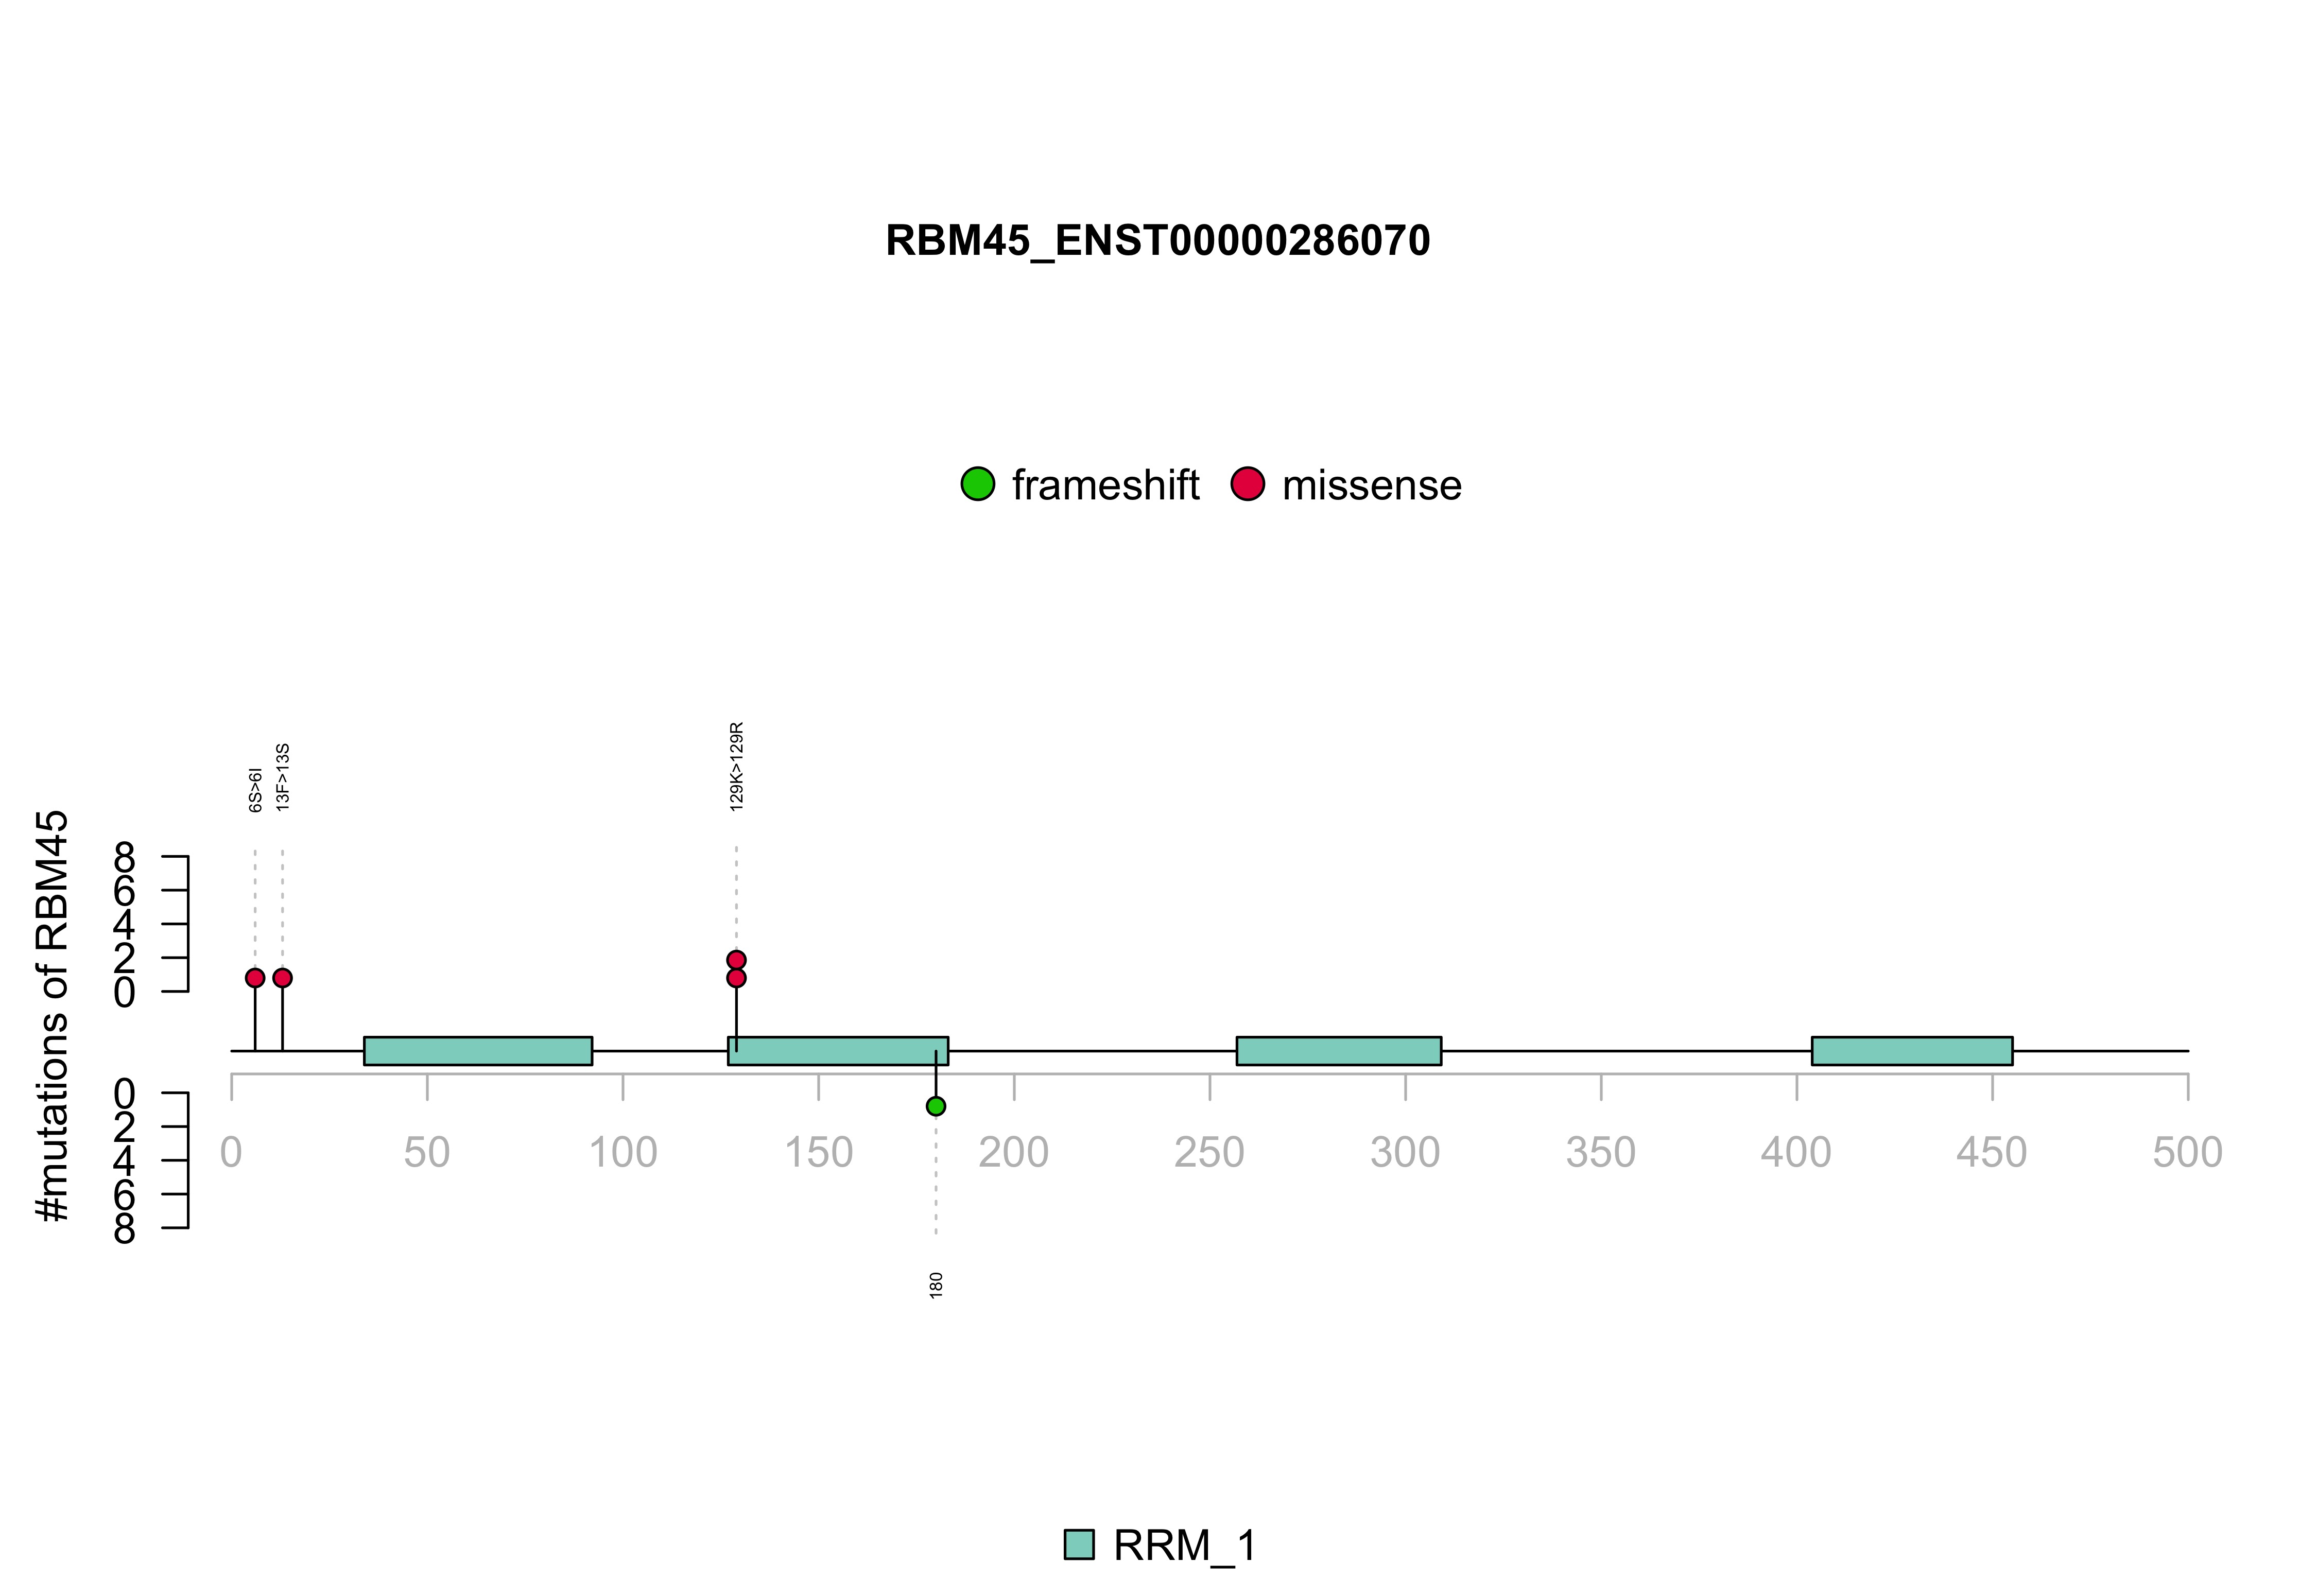 RBM45_ENST00000286070
frameshift missense
6S>6I
13F>13S
129K>129R
#mutations of RBM45
8
6
4
2
0
0
2
4
6
8
0 50 100 150 200 250 300 350 400 450 500
180
RRM_1